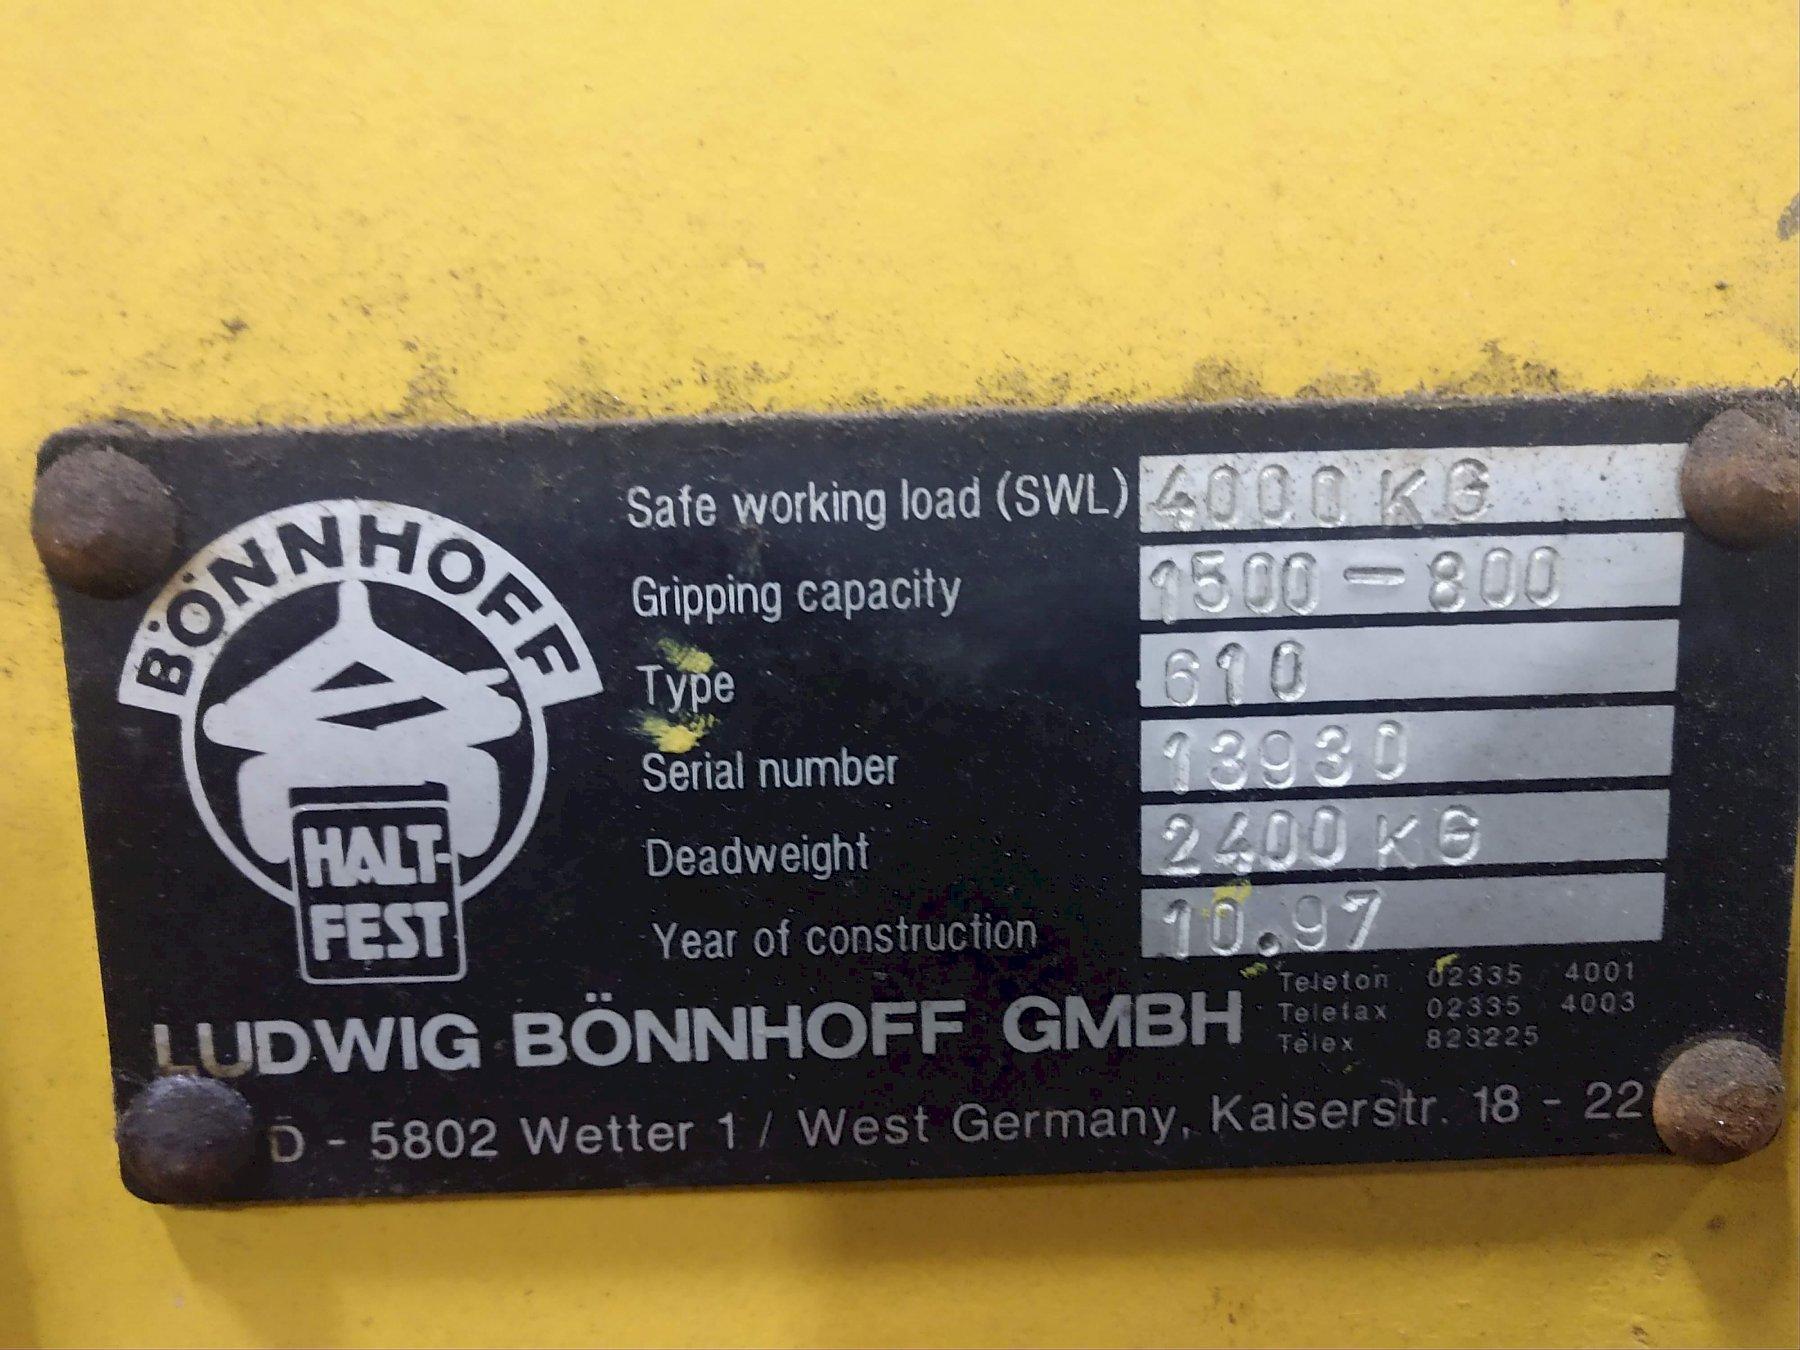 BÖNNHOFF
HALT-
FEST
Safe working load (SWL) 4000 KG
Gripping capacity 1500-800
Type 610
Serial number 13930
Deadweight 2400 KG
Year of construction 10.97
Telefon 02335 4001
Telefax 02335 4003
Telex 823225
LUDWIG BÖNNHOFF GMBH
D - 5802 Wetter 1 / West Germany, Kaiserstr. 18 - 22